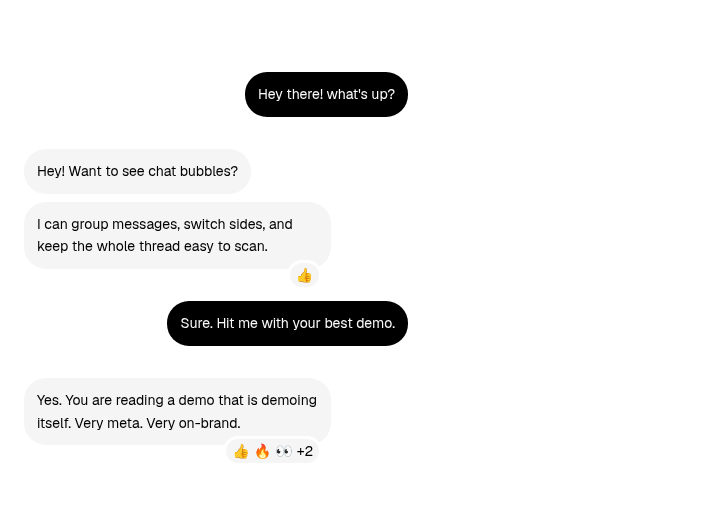 Hey there! what's up?
Hey! Want to see chat bubbles?
I can group messages, switch sides, and
keep the whole thread easy to scan.
👍
Sure. Hit me with your best demo.
Yes. You are reading a demo that is demoing
itself. Very meta. Very on-brand.
👍 🔥 👀 +2